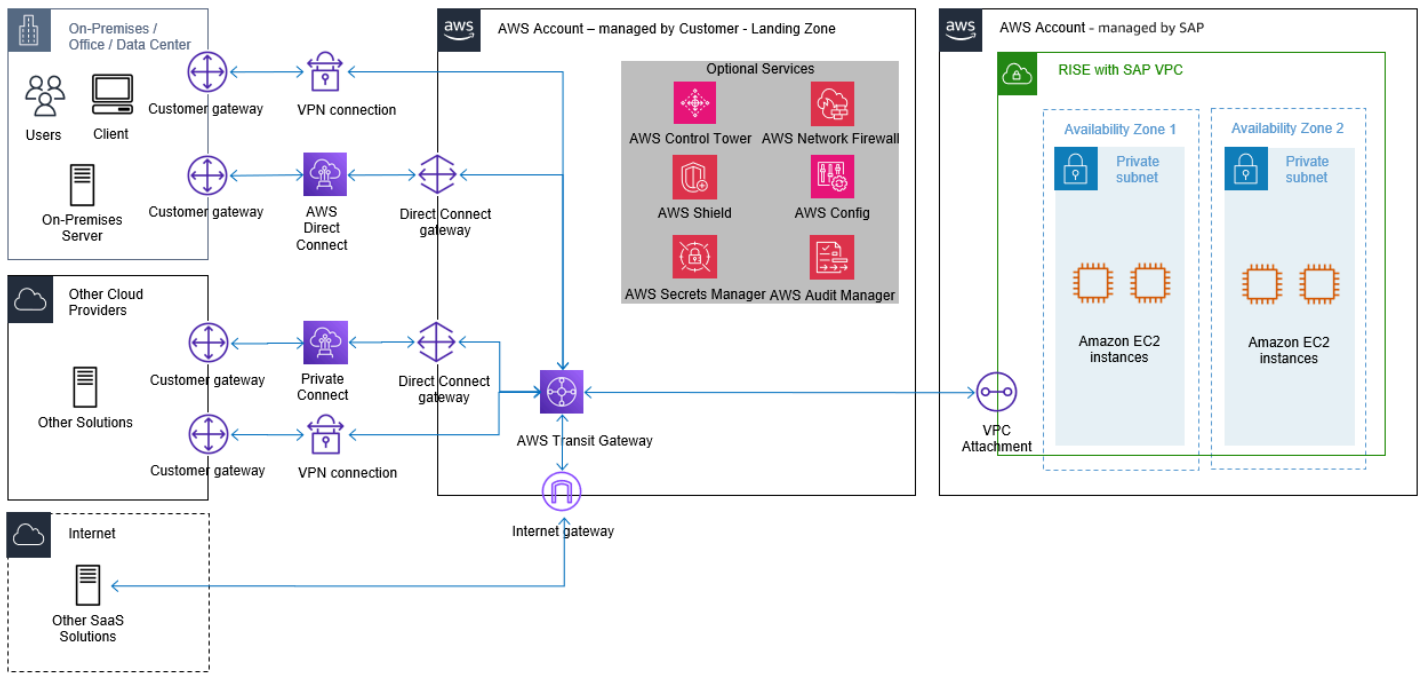 On-Premises /
Office / Data Center
Users
Client
On-Premises
Server
Customer gateway
VPN connection
Customer gateway
AWS
Direct
Connect
Direct Connect
gateway
Other Cloud
Providers
Other Solutions
Customer gateway
Private
Connect
Direct Connect
gateway
Customer gateway
VPN connection
Internet
Other SaaS
Solutions
aws
AWS Account – managed by Customer - Landing Zone
Optional Services
AWS Control Tower
AWS Network Firewall
AWS Shield
AWS Config
AWS Secrets Manager
AWS Audit Manager
AWS Transit Gateway
Internet gateway
aws
AWS Account - managed by SAP
RISE with SAP VPC
Availability Zone 1
Private
subnet
Amazon EC2
instances
Availability Zone 2
Private
subnet
Amazon EC2
instances
VPC
Attachment